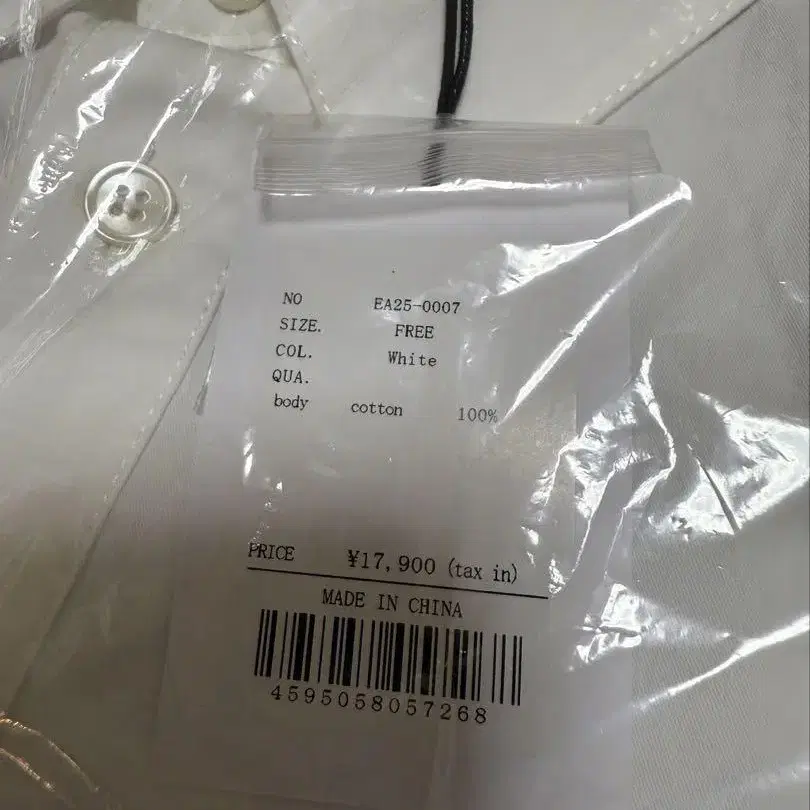 NO EA25-0007
SIZE. FREE
COL. White
QUA.
body cotton 100%
PRICE ¥17,900 (tax in)
MADE IN CHINA
4595058057268